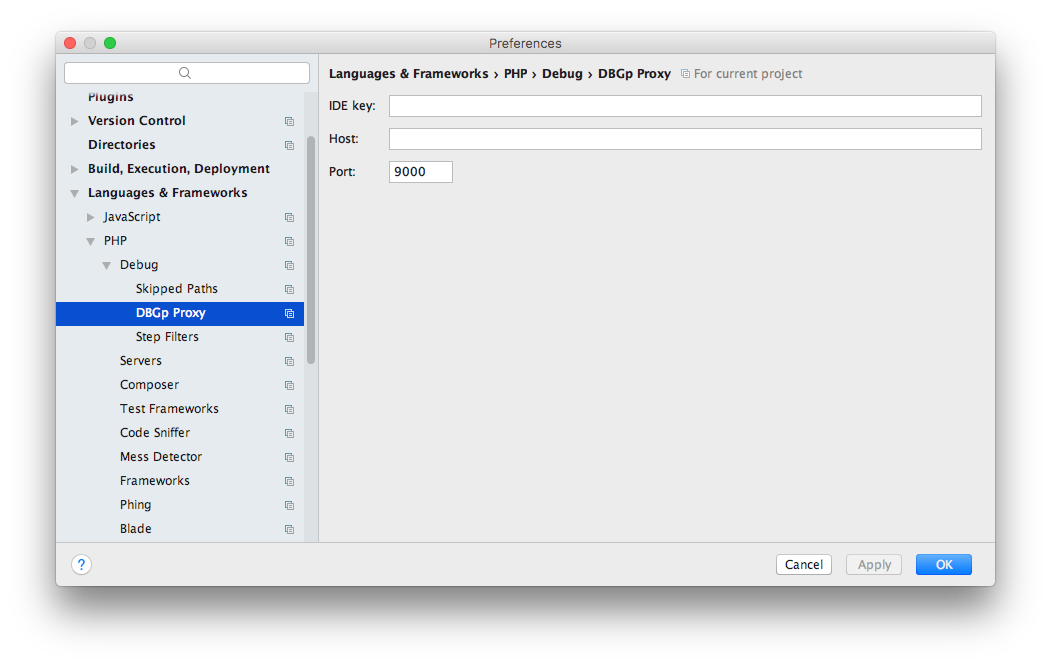 Preferences
Plugins
Version Control
Directories
Build, Execution, Deployment
Languages & Frameworks
JavaScript
PHP
Debug
Skipped Paths
DBGp Proxy
Step Filters
Servers
Composer
Test Frameworks
Code Sniffer
Mess Detector
Frameworks
Phing
Blade
Languages & Frameworks › PHP › Debug › DBGp Proxy For current project
IDE key:
Host:
Port: 9000
? Cancel Apply OK